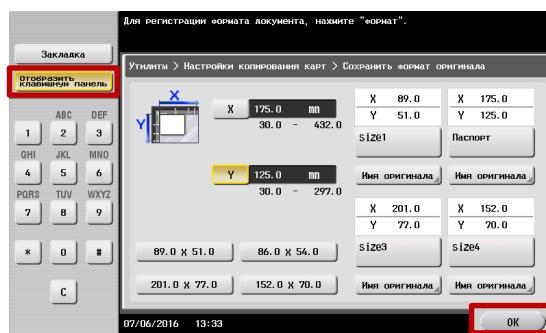 Для регистрации формата документа, нажмите "формат".
Закладка
Отобразить
клавишную панель
Утилиты > Настройки копирования карт > Сохранить формат оригинала
X
Y
X 175.0 mm
30.0 - 432.0
Y 125.0 mm
30.0 - 297.0
X 89.0
Y 51.0
size1
Имя оригинала
X 175.0
Y 125.0
Паспорт
Имя оригинала
X 201.0
Y 77.0
size3
Имя оригинала
X 152.0
Y 70.0
size4
Имя оригинала
89.0 X 51.0
86.0 X 54.0
201.0 X 77.0
152.0 X 70.0
ABC DEF
1 2 3
GHI JKL MNO
4 5 6
PQRS TUV WXYZ
7 8 9
* 0 #
C
07/06/2016 13:33
OK